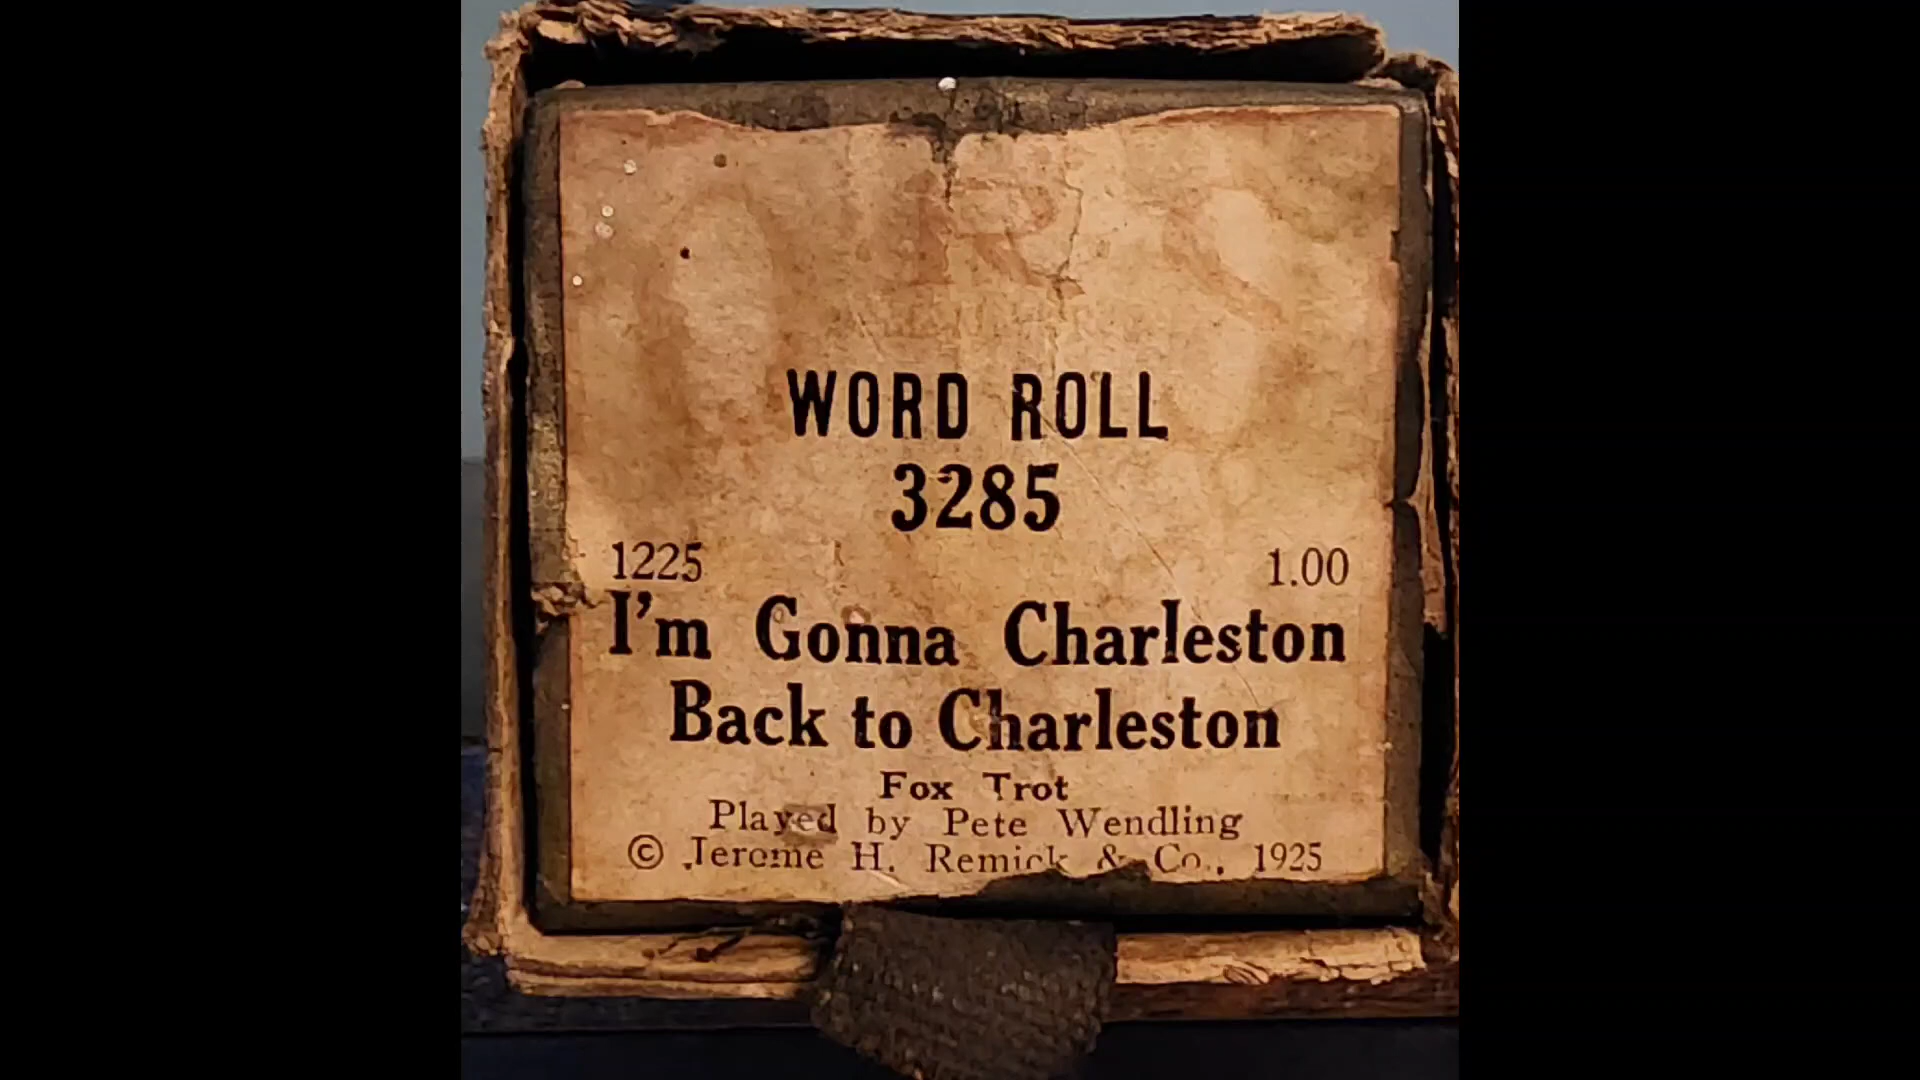 QRS
WORD ROLL
3285
1225 1.00
I'm Gonna Charleston
Back to Charleston
Fox Trot
Played by Pete Wendling
© Jerome H. Remick & Co., 1925